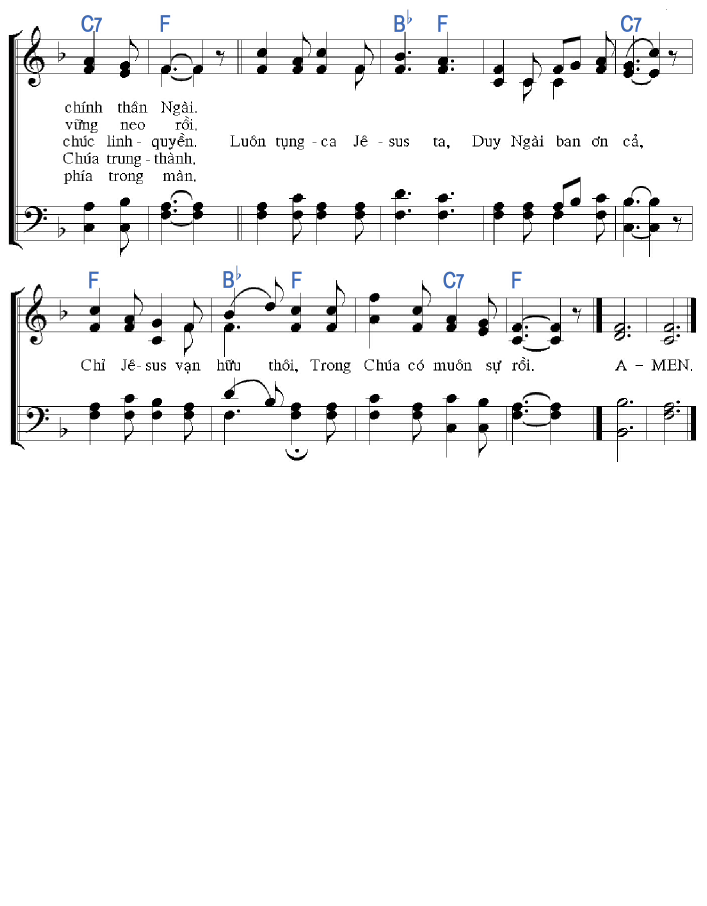 C7 F B♭ F C7
chính thần Ngài.
vững neo rồi.
chúc linh - quyền. Luôn tụng - ca Jê - sus ta, Duy Ngài ban ơn cả,
Chúa trung - thành,
phía trong màn,
F B♭ F C7 F
Chỉ Jê - sus vạn hữu thôi, Trong Chúa có muôn sự rồi. A - MEN.